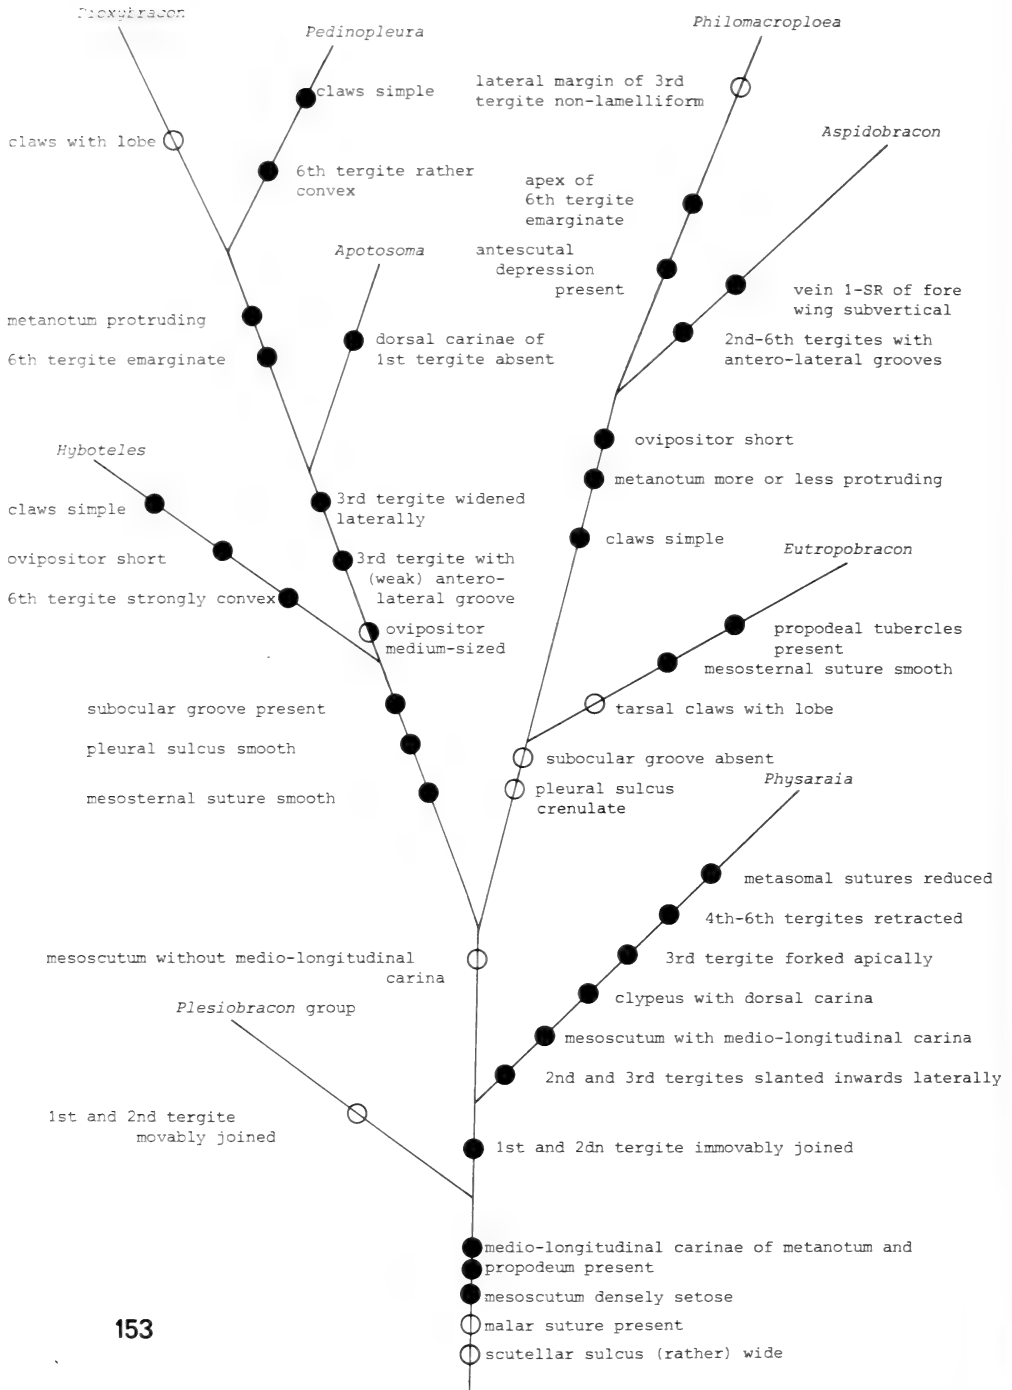 Pedinopleura
Philomacroploea
claws simple
lateral margin of 3rd
tergite non-lamelliform
claws with lobe
Aspidobracon
6th tergite rather
convex
apex of
6th tergite
emarginate
Apotosoma
antescutal
depression
present
vein 1-SR of fore
wing subvertical
metanotum protruding
6th tergite emarginate
dorsal carinae of
1st tergite absent
2nd-6th tergites with
antero-lateral grooves
Hyboteles
ovipositor short
metanotum more or less protruding
claws simple
3rd tergite widened
laterally
claws simple
Eutropobracon
ovipositor short
3rd tergite with
(weak) antero-
lateral groove
6th tergite strongly convex
ovipositor
medium-sized
propodeal tubercles
present
mesosternal suture smooth
subocular groove present
tarsal claws with lobe
pleural sulcus smooth
subocular groove absent
Physaraia
mesosternal suture smooth
pleural sulcus
crenulate
metasomal sutures reduced
4th-6th tergites retracted
mesoscutum without medio-longitudinal
carina
3rd tergite forked apically
Plesiobracon group
clypeus with dorsal carina
mesoscutum with medio-longitudinal carina
2nd and 3rd tergites slanted inwards laterally
1st and 2nd tergite
movably joined
1st and 2dn tergite immovably joined
medio-longitudinal carinae of metanotum and
propodeum present
mesoscutum densely setose
153
malar suture present
scutellar sulcus (rather) wide